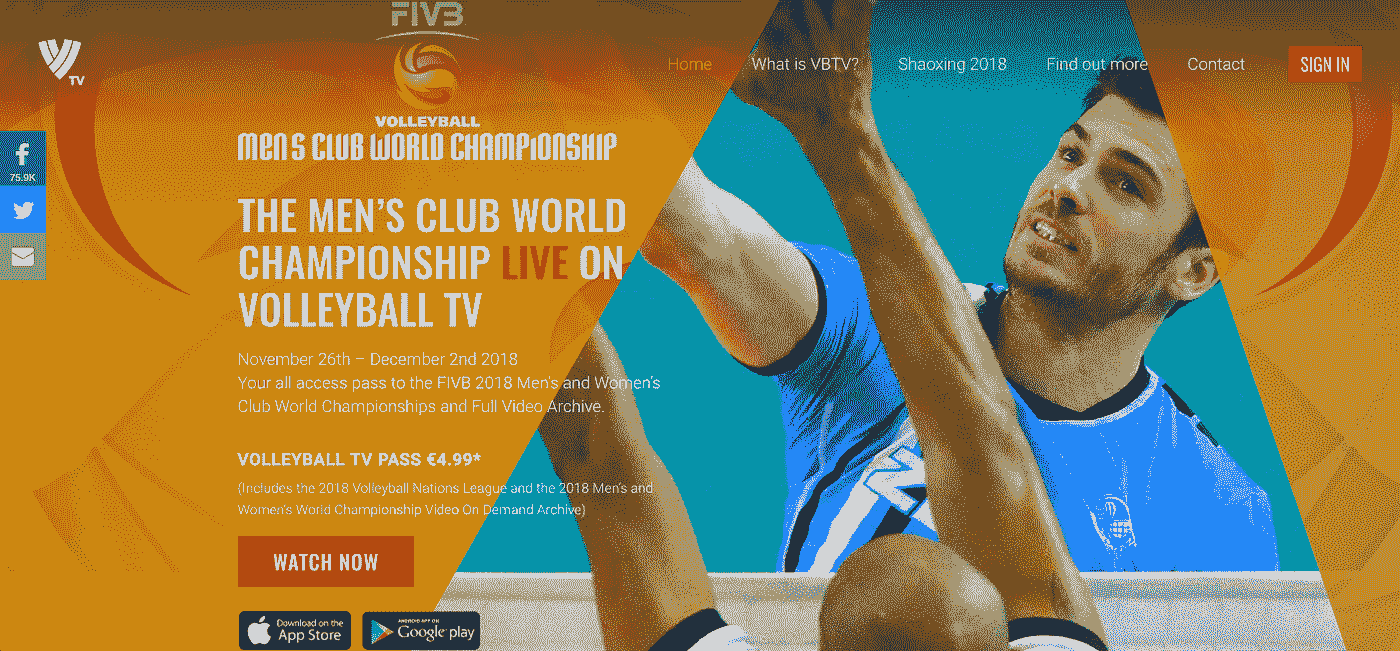 FIVB
TV
Home
What is VBTV?
Shaoxing 2018
Find out more
Contact
SIGN IN
VOLLEYBALL
MEN'S CLUB WORLD CHAMPIONSHIP
75.9K
THE MEN'S CLUB WORLD
CHAMPIONSHIP LIVE ON
VOLLEYBALL TV
November 26th – December 2nd 2018
Your all access pass to the FIVB 2018 Men's and Women's
Club World Championships and Full Video Archive.
VOLLEYBALL TV PASS €4.99*
(Includes the 2018 Volleyball Nations League and the 2018 Men's and
Women's World Championship Video On Demand Archive)
WATCH NOW
Download on the
App Store
ANDROID APP ON
Google play